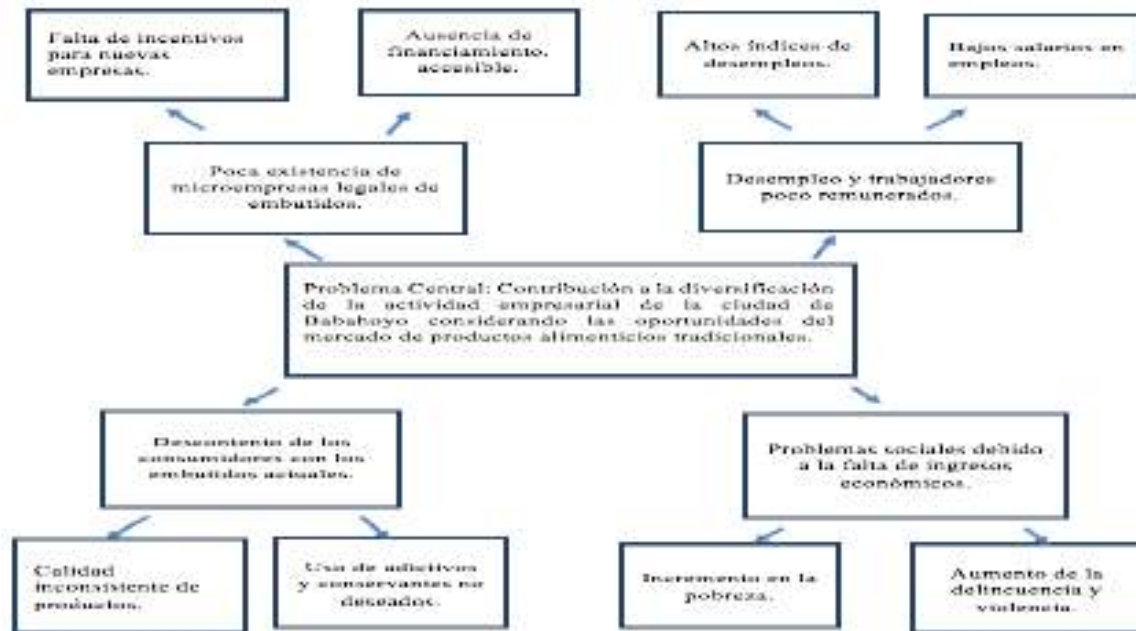 Falta de incentivos
para nuevas
empresas.
Ausencia de
financiamiento.
accesible.
Altos índices de
desempleos.
Bajos salarios en
empleos.
Poca existencia de
microempresas legales de
embutidos.
Desempleo y trabajadores
poco remunerados.
Problema Central: Contribución a la diversificación
de la actividad empresarial de la ciudad de
Babahoyo considerando las oportunidades del
mercado de productos alimenticios tradicionales.
Descontento de los
consumidores con los
embutidos actuales.
Problemas sociales debido
a la falta de ingresos
económicos.
Calidad
inconsistente de
productos.
Uso de adictivos
y conservantes no
deseados.
Incremento en la
pobreza.
Aumento de la
delincuencia y
violencia.